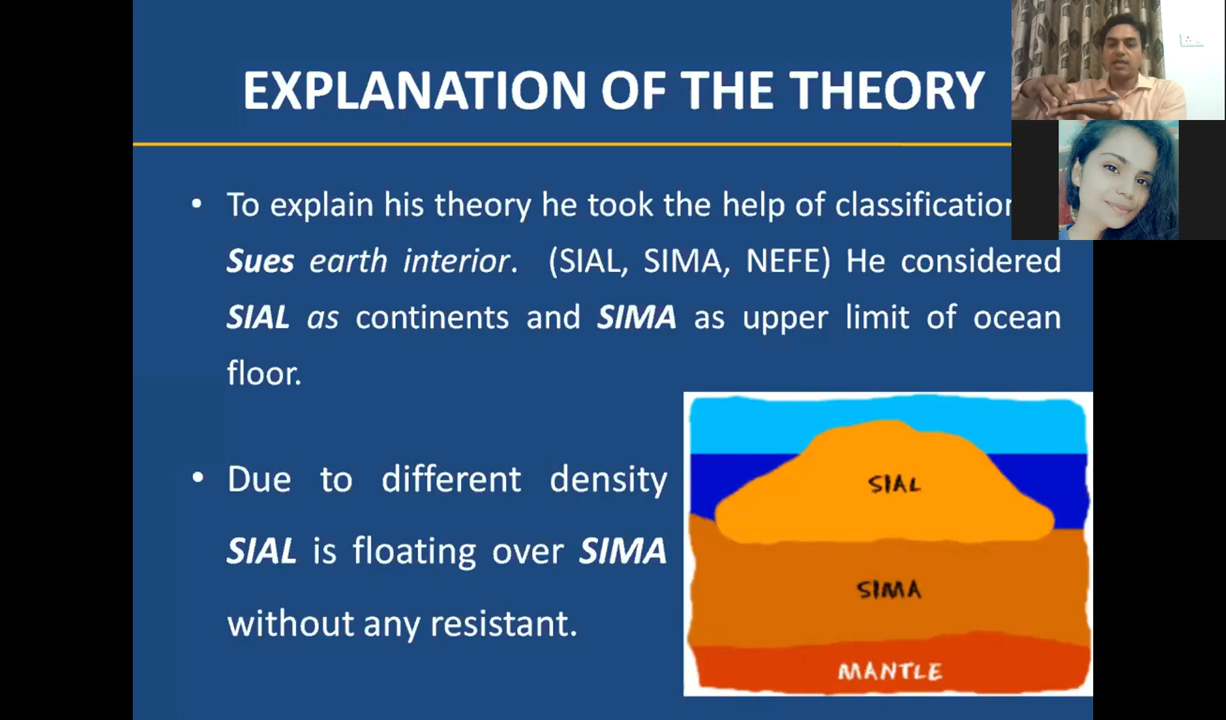 EXPLANATION OF THE THEORY
• To explain his theory he took the help of
Sues earth interior. (SIAL, SIMA, NEFE) He considered
SIAL as continents and SIMA as upper limit of ocean
floor.
• Due to different density
SIAL is floating over SIMA
without any resistant.
SIAL
SIMA
MANTLE